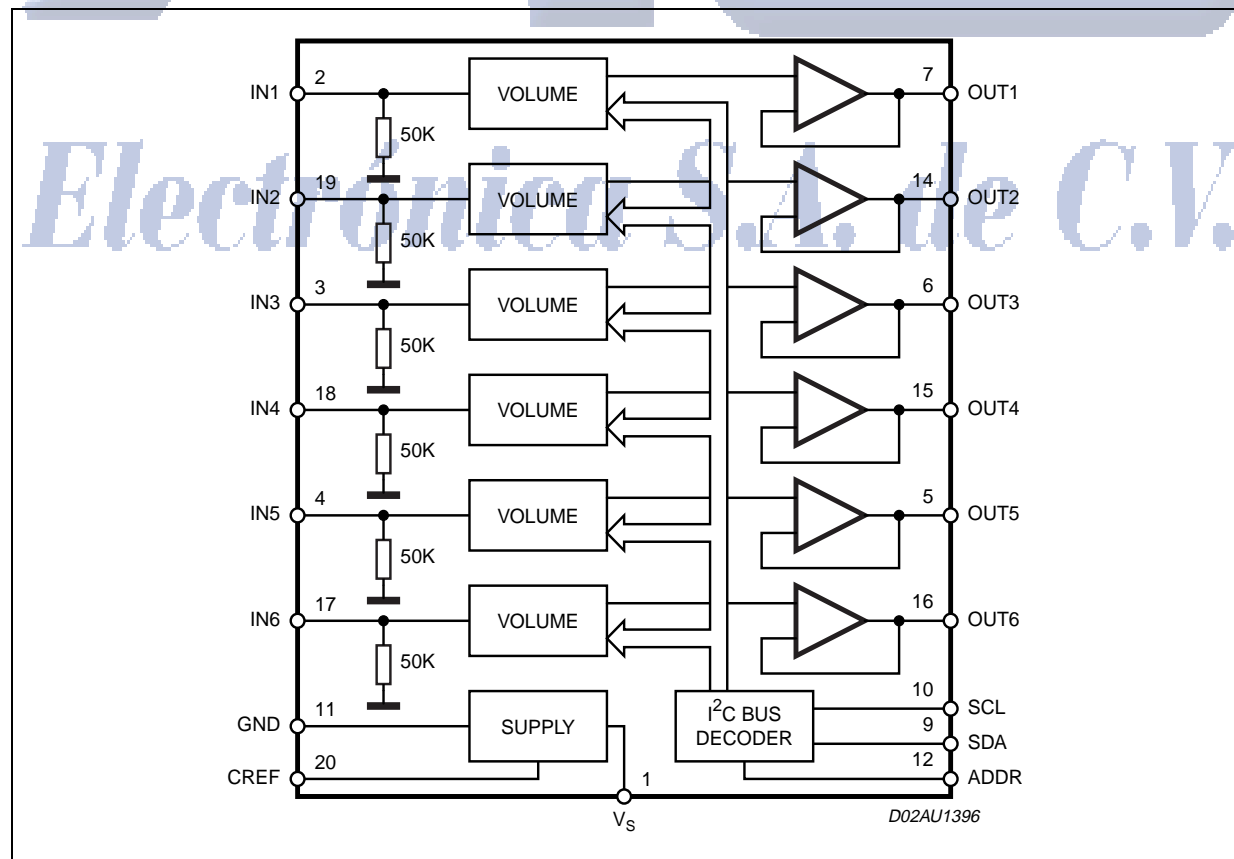 IN1
2
VOLUME
7
OUT1
50K
IN2
19
VOLUME
14
OUT2
50K
IN3
3
VOLUME
6
OUT3
50K
IN4
18
VOLUME
15
OUT4
50K
IN5
4
VOLUME
5
OUT5
50K
IN6
17
VOLUME
16
OUT6
50K
GND
11
SUPPLY
I²C BUS
DECODER
10
SCL
9
SDA
CREF
20
12
ADDR
1
VS
D02AU1396
Electrónica S.A. de C.V.